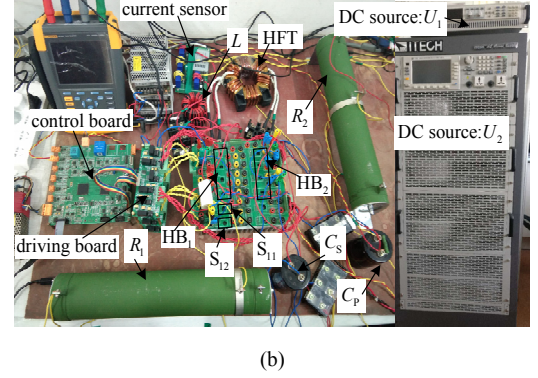 current sensor
L
HFT
DC source:U1
ITECH
R2
control board
DC source:U2
HB2
driving board
HB1
S11
S12
R1
CS
CP
(b)